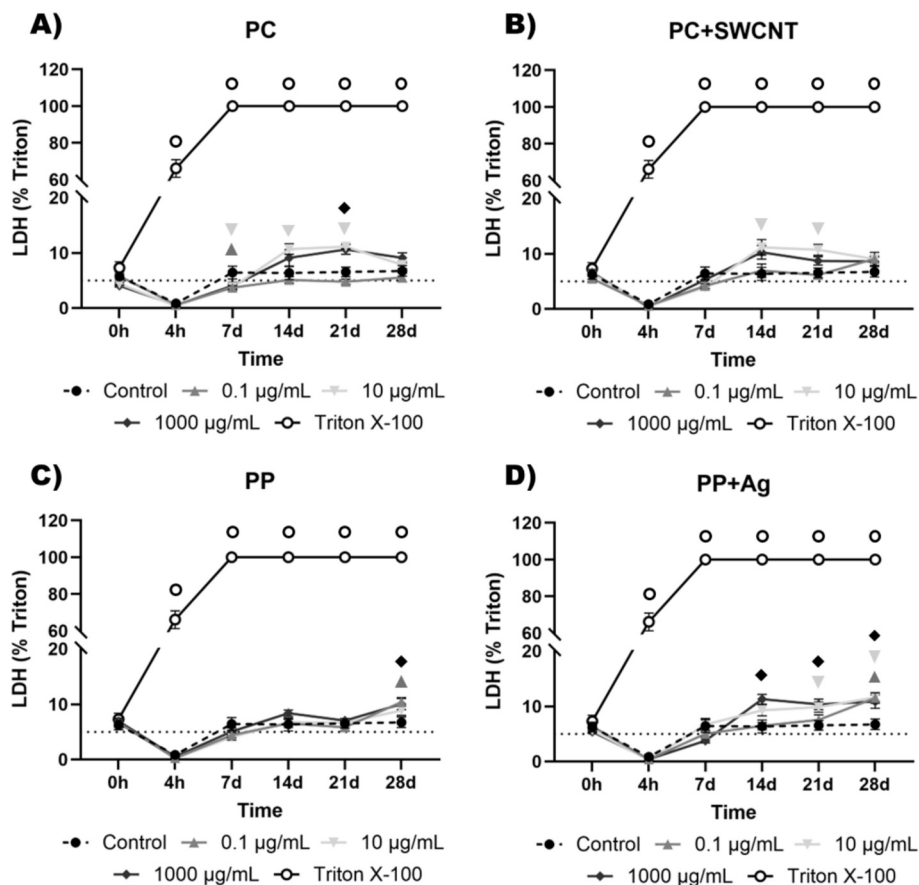 A) PC
LDH (% Triton)
120
100
80
60
20
10
0
0h 4h 7d 14d 21d 28d
Time
Control 0.1 µg/mL 10 µg/mL
1000 µg/mL Triton X-100
B) PC+SWCNT
LDH (% Triton)
120
100
80
60
20
10
0
0h 4h 7d 14d 21d 28d
Time
Control 0.1 µg/mL 10 µg/mL
1000 µg/mL Triton X-100
C) PP
LDH (% Triton)
120
100
80
60
20
10
0
0h 4h 7d 14d 21d 28d
Time
Control 0.1 µg/mL 10 µg/mL
1000 µg/mL Triton X-100
D) PP+Ag
LDH (% Triton)
120
100
80
60
20
10
0
0h 4h 7d 14d 21d 28d
Time
Control 0.1 µg/mL 10 µg/mL
1000 µg/mL Triton X-100